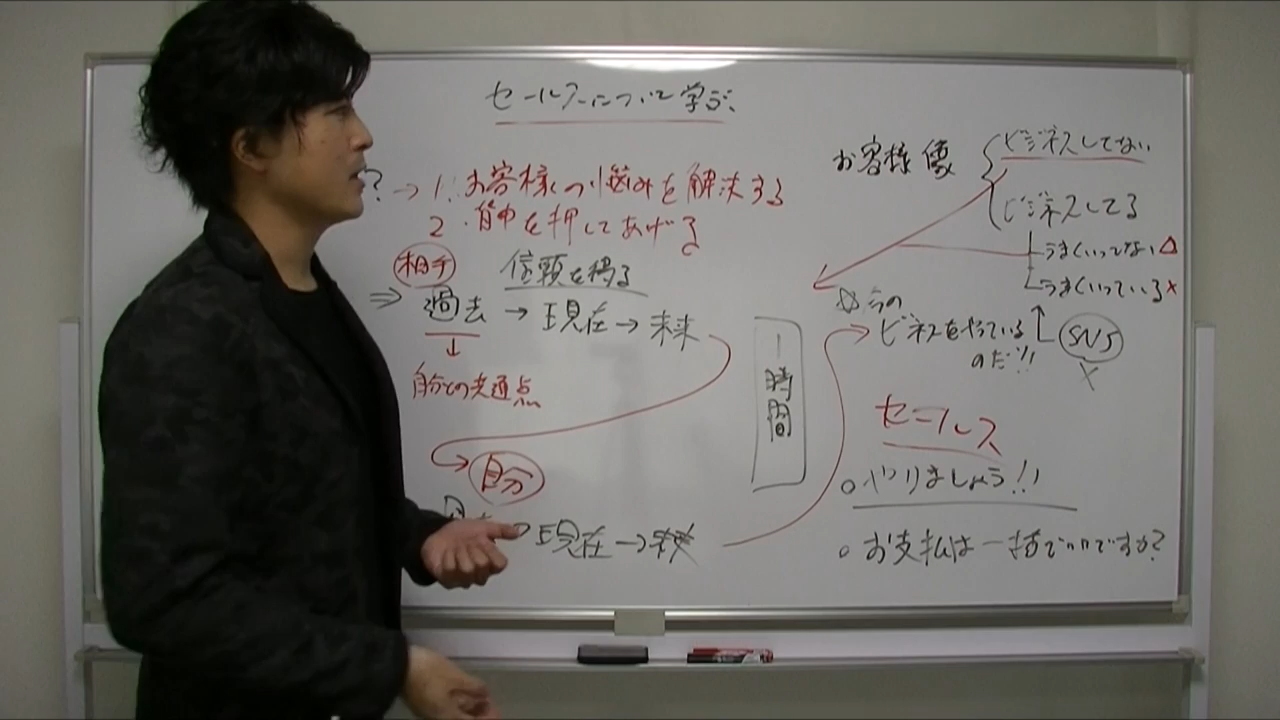 セールスについて学ぶ
?→1.お客様の悩みを解決する
2.背中を押してあげる
相手
信頼を得る
⇒過去→現在→未来
↓
自分との共通点
自分
→現在→未来
一時間
お客様像
ビジネスしてない
ビジネスしてる
うまくいってない△
うまくいっている×
☆今の
ビジネスをやっている
のだ!!
SNS
×
セールス
○やりましょう!!
○お支払は一括でいいですか?